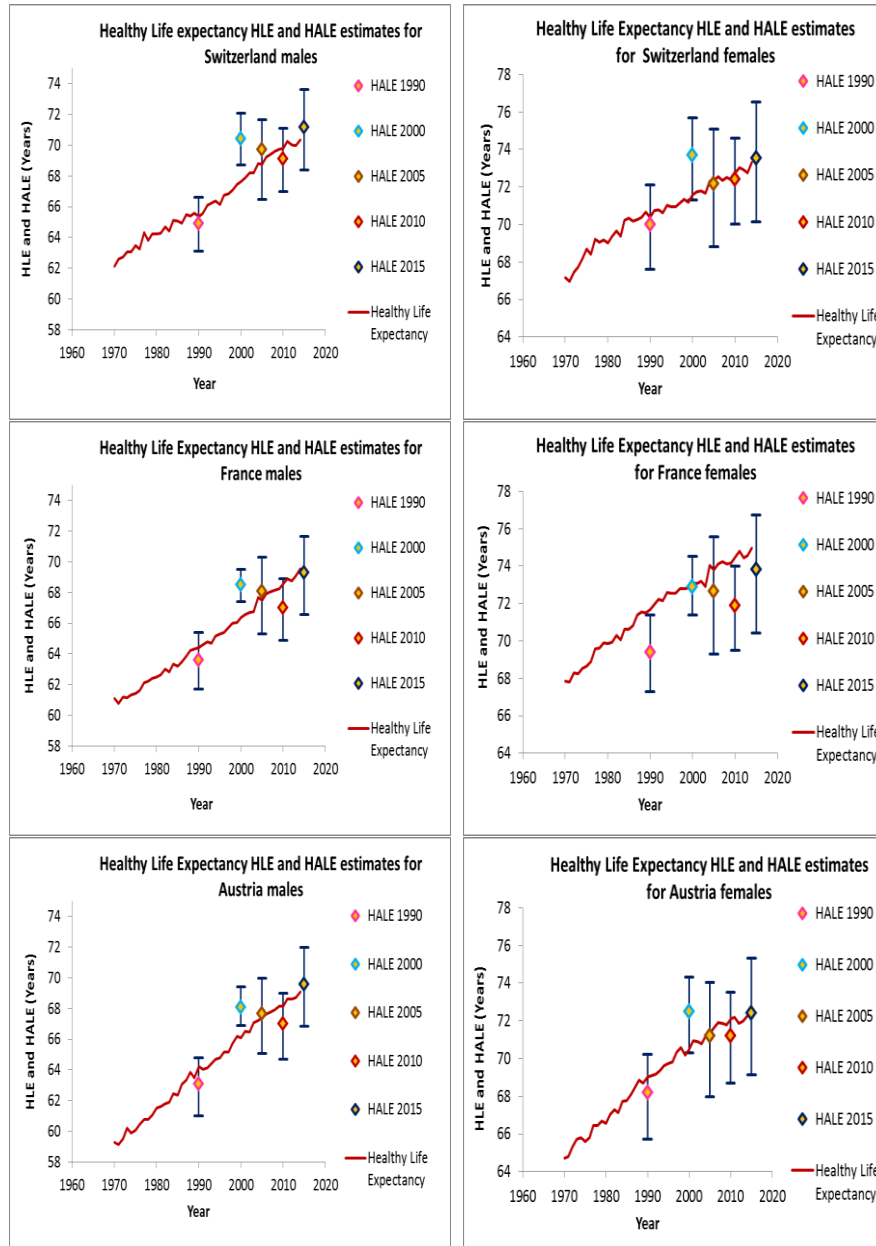 Healthy Life expectancy HLE and HALE estimates for
Switzerland males
HLE and HALE (Years)
74
72
70
68
66
64
62
60
58
1960 1970 1980 1990 2000 2010 2020
Year
HALE 1990
HALE 2000
HALE 2005
HALE 2010
HALE 2015
Healthy Life
Expectancy
Healthy Life Expectancy HLE and HALE estimates
for Switzerland females
HLE and HALE (Years)
78
76
74
72
70
68
66
64
1960 1970 1980 1990 2000 2010 2020
Year
HALE 1990
HALE 2000
HALE 2005
HALE 2010
HALE 2015
Healthy Life
Expectancy
Healthy Life Expectancy HLE and HALE estimates for
France males
HLE and HALE (Years)
74
72
70
68
66
64
62
60
58
1960 1970 1980 1990 2000 2010 2020
Year
HALE 1990
HALE 2000
HALE 2005
HALE 2010
HALE 2015
Healthy Life
Expectancy
Healthy Life Expectancy HLE and HALE estimates
for France females
HLE and HALE (Years)
78
76
74
72
70
68
66
64
1960 1970 1980 1990 2000 2010 2020
Year
HALE 1990
HALE 2000
HALE 2005
HALE 2010
HALE 2015
Healthy Life
Expectancy
Healthy Life Expectancy HLE and HALE estimates for
Austria males
HLE and HALE (Years)
74
72
70
68
66
64
62
60
58
1960 1970 1980 1990 2000 2010 2020
Year
HALE 1990
HALE 2000
HALE 2005
HALE 2010
HALE 2015
Healthy Life
Expectancy
Healthy Life Expectancy HLE and HALE estimates
for Austria females
HLE and HALE (Years)
78
76
74
72
70
68
66
64
1960 1970 1980 1990 2000 2010 2020
Year
HALE 1990
HALE 2000
HALE 2005
HALE 2010
HALE 2015
Healthy Life
Expectancy